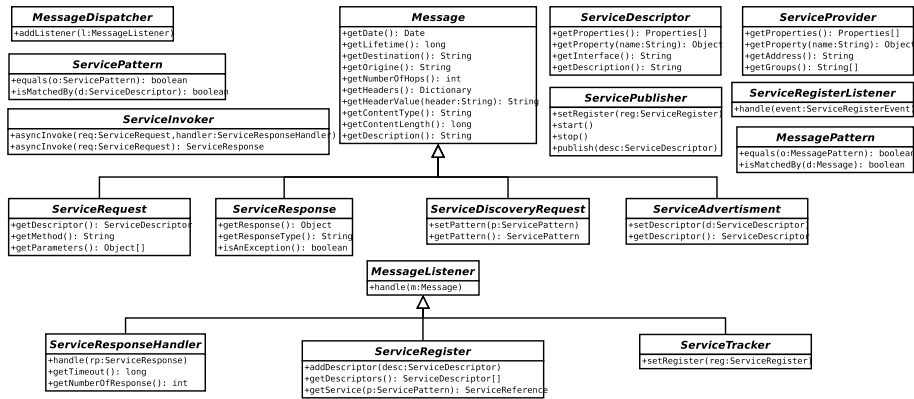 MessageDispatcher
+addListener(l:MessageListener)
ServicePattern
+equals(o:ServicePattern): boolean
+isMatchedBy(d:ServiceDescriptor): boolean
ServiceInvoker
+asyncInvoke(req:ServiceRequest,handler:ServiceResponseHandler)
+asyncInvoke(req:ServiceRequest): ServiceResponse
Message
+getDate(): Date
+getLifetime(): long
+getDestination(): String
+getOrigine(): String
+getNumberOfHops(): int
+getHeaders(): Dictionary
+getHeaderValue(header:String): String
+getContentType(): String
+getContentLength(): long
+getDescription(): String
ServiceDescriptor
+getProperties(): Properties[]
+getProperty(name:String): Object
+getInterface(): String
+getDescription(): String
ServicePublisher
+setRegister(reg:ServiceRegister)
+start()
+stop()
+publish(desc:ServiceDescriptor)
ServiceProvider
+getProperties(): Properties[]
+getProperty(name:String): Object
+getAddress(): String
+getGroups(): String[]
ServiceRegisterListener
+handle(event:ServiceRegisterEvent)
MessagePattern
+equals(o:MessagePattern): boolean
+isMatchedBy(d:Message): boolean
ServiceRequest
+getDescriptor(): ServiceDescriptor
+getMethod(): String
+getParameters(): Object[]
ServiceResponse
+getResponse(): Object
+getResponseType(): String
+isAnException(): boolean
ServiceDiscoveryRequest
+setPattern(p:ServicePattern)
+getPattern(): ServicePattern
ServiceAdvertisment
+setDescriptor(d:ServiceDescriptor)
+getDescriptor(): ServiceDescriptor
MessageListener
+handle(m:Message)
ServiceResponseHandler
+handle(rp:ServiceResponse)
+getTimeout(): long
+getNumberOfResponse(): int
ServiceRegister
+addDescriptor(desc:ServiceDescriptor)
+getDescriptors(): ServiceDescriptor[]
+getService(p:ServicePattern): ServiceReference
ServiceTracker
+setRegister(reg:ServiceRegister)